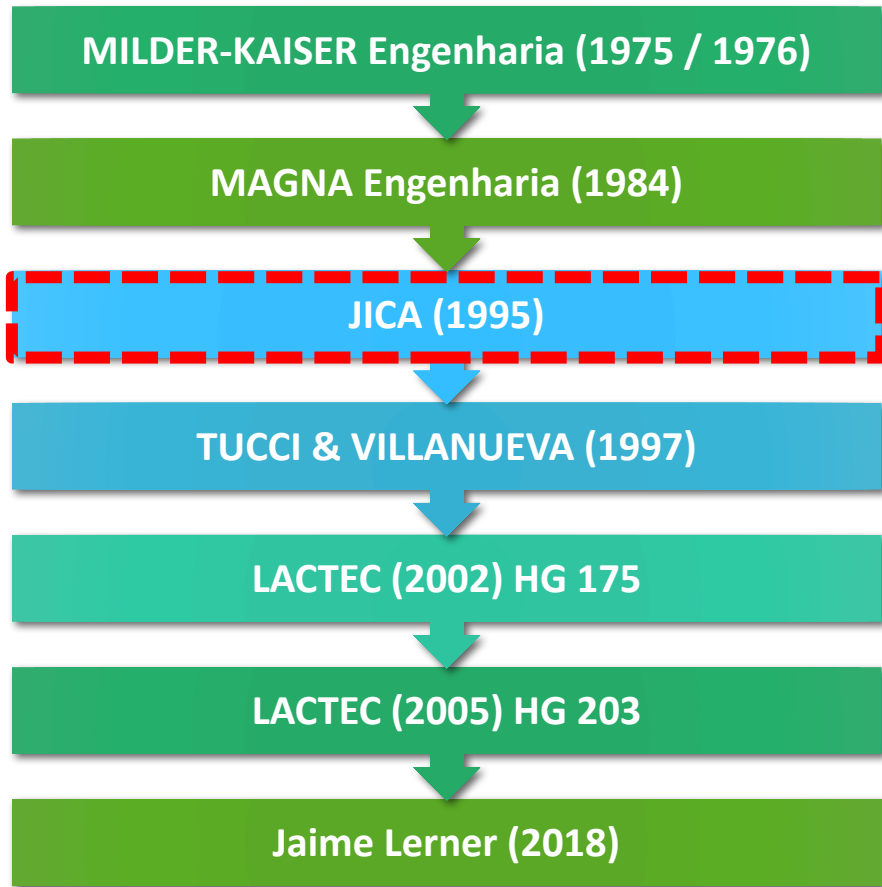 MILDER-KAISER Engenharia (1975 / 1976)
MAGNA Engenharia (1984)
JICA (1995)
TUCCI & VILLANUEVA (1997)
LACTEC (2002) HG 175
LACTEC (2005) HG 203
Jaime Lerner (2018)